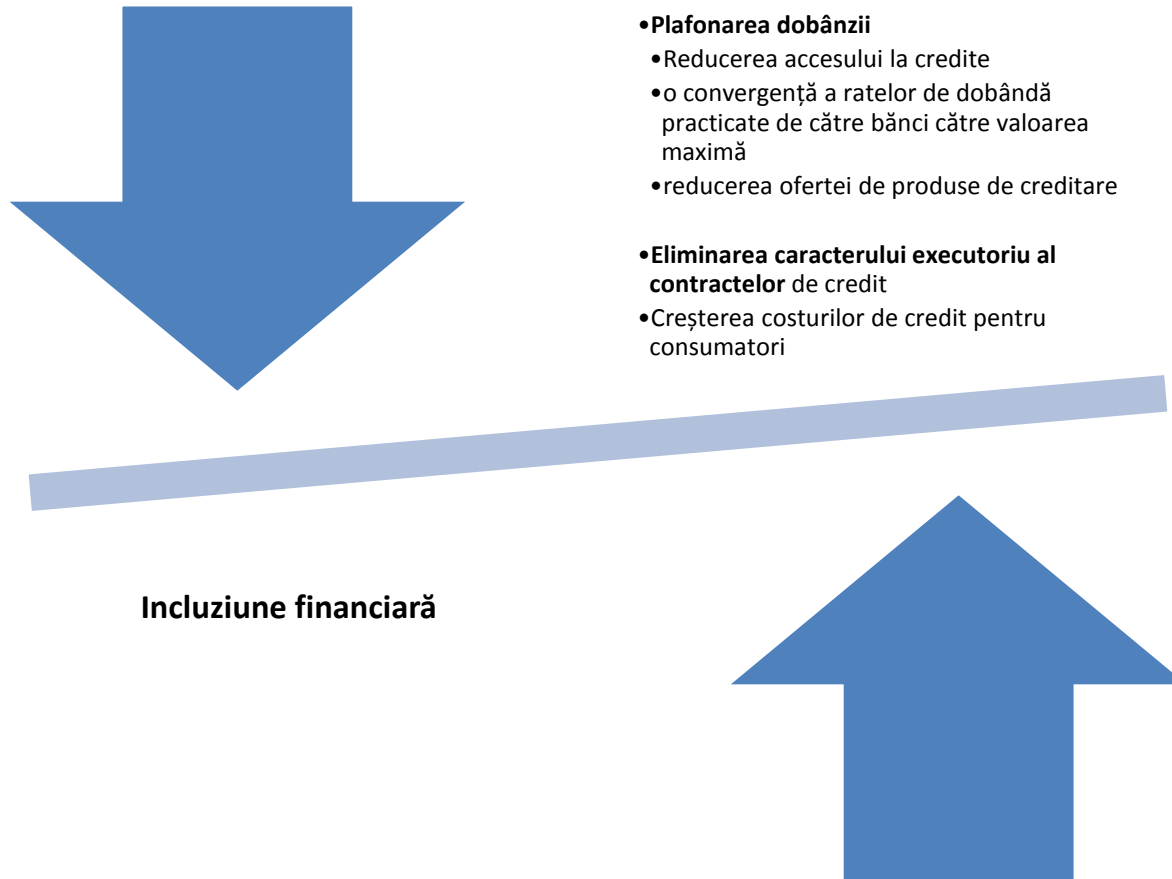 •Plafonarea dobânzii
•Reducerea accesului la credite
•o convergență a ratelor de dobândă
practicate de către bănci către valoarea
maximă
•reducerea ofertei de produse de creditare
•Eliminarea caracterului executoriu al
contractelor de credit
•Creșterea costurilor de credit pentru
consumatori
Incluziune financiară